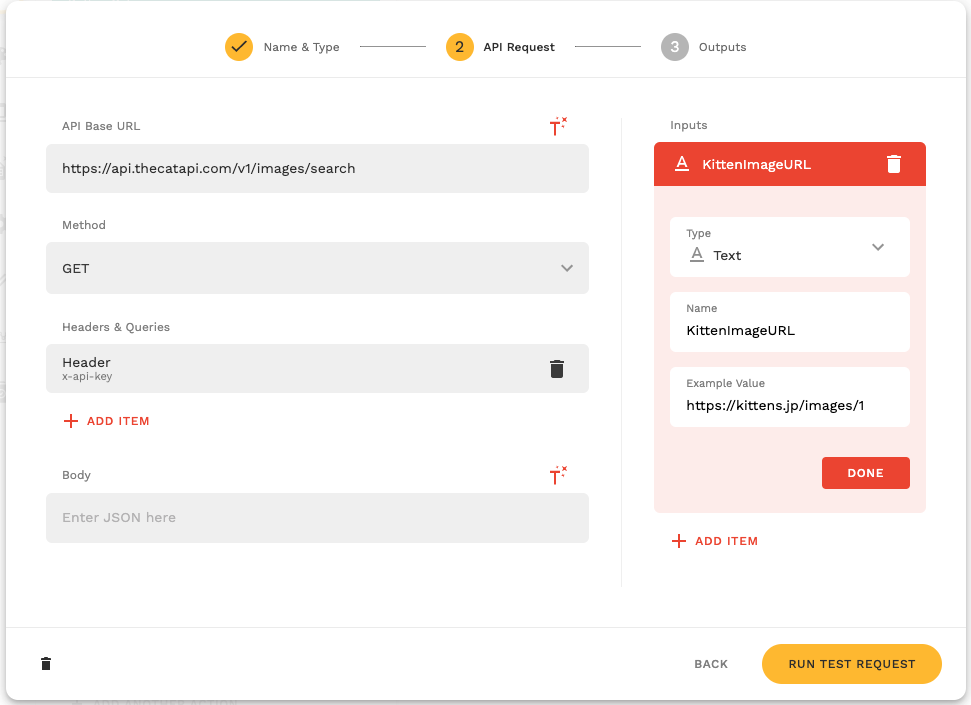 Name & Type
2
API Request
3
Outputs
API Base URL
https://api.thecatapi.com/v1/images/search
Method
GET
Headers & Queries
Header
x-api-key
ADD ITEM
Body
Enter JSON here
Inputs
A KittenImageURL
Type
A Text
Name
KittenImageURL
Example Value
https://kittens.jp/images/1
DONE
ADD ITEM
BACK
RUN TEST REQUEST